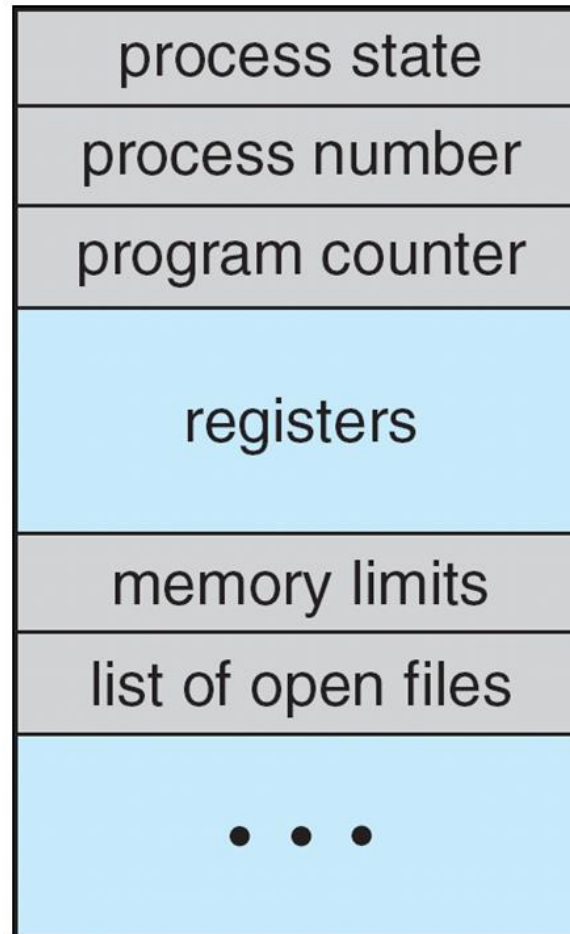 process state
process number
program counter
registers
memory limits
list of open files
• • •